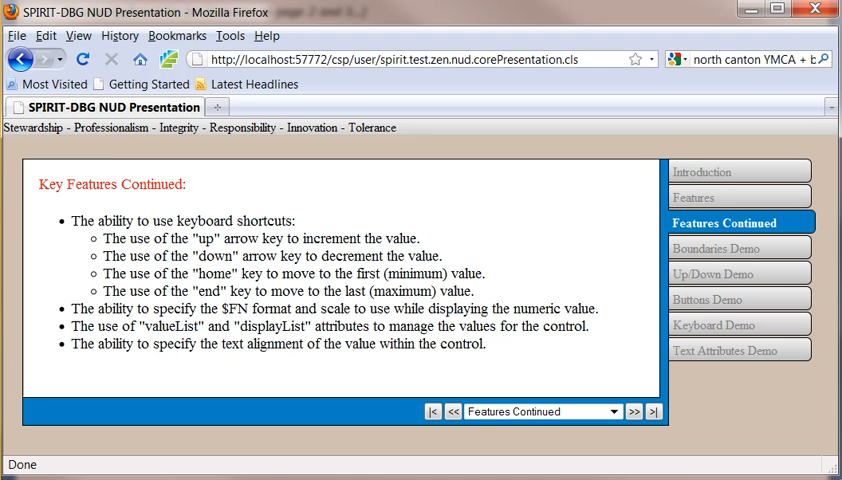 SPIRIT-DBG NUD Presentation - Mozilla Firefox
File Edit View History Bookmarks Tools Help
http://localhost:57772/csp/user/spirit.test.zen.nud.corePresentation.cls
north canton YMCA + b
Most Visited Getting Started Latest Headlines
SPIRIT-DBG NUD Presentation
Stewardship - Professionalism - Integrity - Responsibility - Innovation - Tolerance
Key Features Continued:
• The ability to use keyboard shortcuts:
○ The use of the "up" arrow key to increment the value.
○ The use of the "down" arrow key to decrement the value.
○ The use of the "home" key to move to the first (minimum) value.
○ The use of the "end" key to move to the last (maximum) value.
• The ability to specify the $FN format and scale to use while displaying the numeric value.
• The use of "valueList" and "displayList" attributes to manage the values for the control.
• The ability to specify the text alignment of the value within the control.
|< << Features Continued >> >|
Introduction
Features
Features Continued
Boundaries Demo
Up/Down Demo
Buttons Demo
Keyboard Demo
Text Attributes Demo
Done